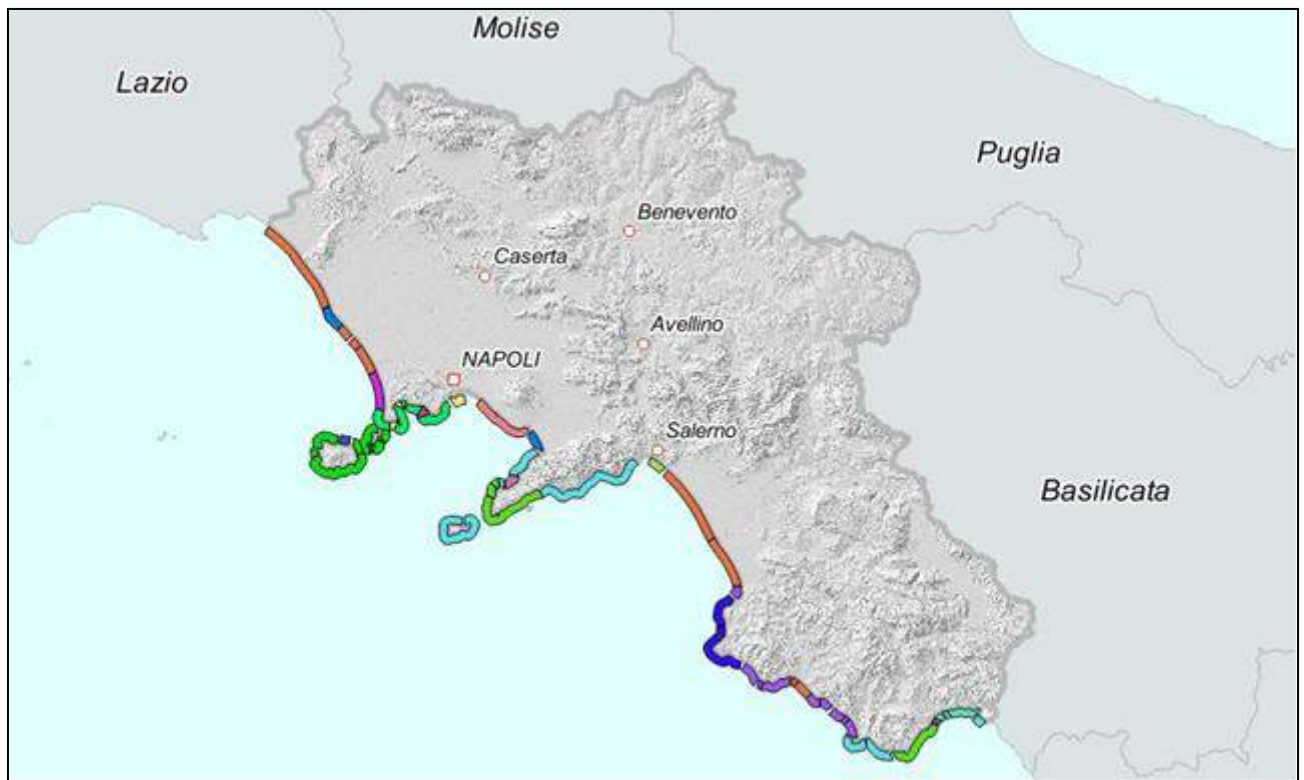 Molise
Lazio
Puglia
Benevento
Caserta
Avellino
NAPOLI
Salerno
Basilicata